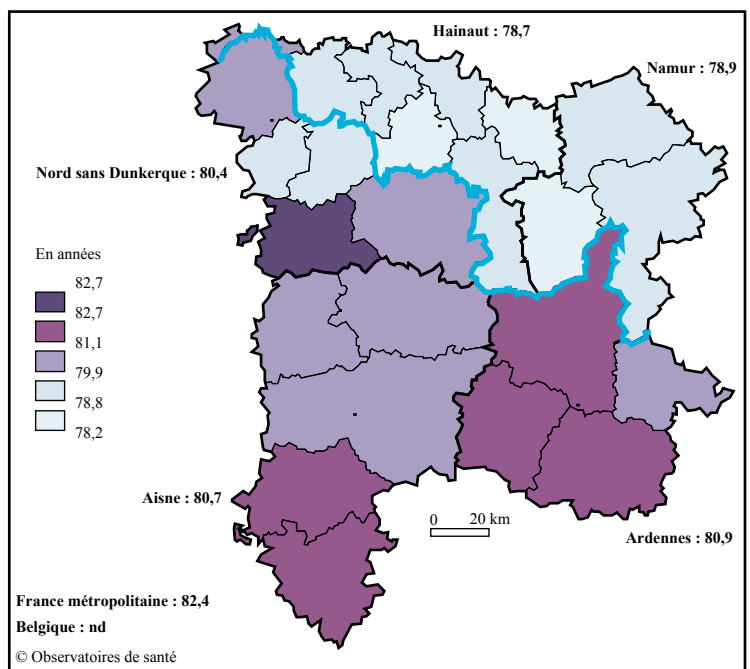 Hainaut : 78,7
Namur : 78,9
Nord sans Dunkerque : 80,4
En années
82,7
82,7
81,1
79,9
78,8
78,2
Aisne : 80,7
0 20 km
Ardennes : 80,9
France métropolitaine : 82,4
Belgique : nd
© Observatoires de santé